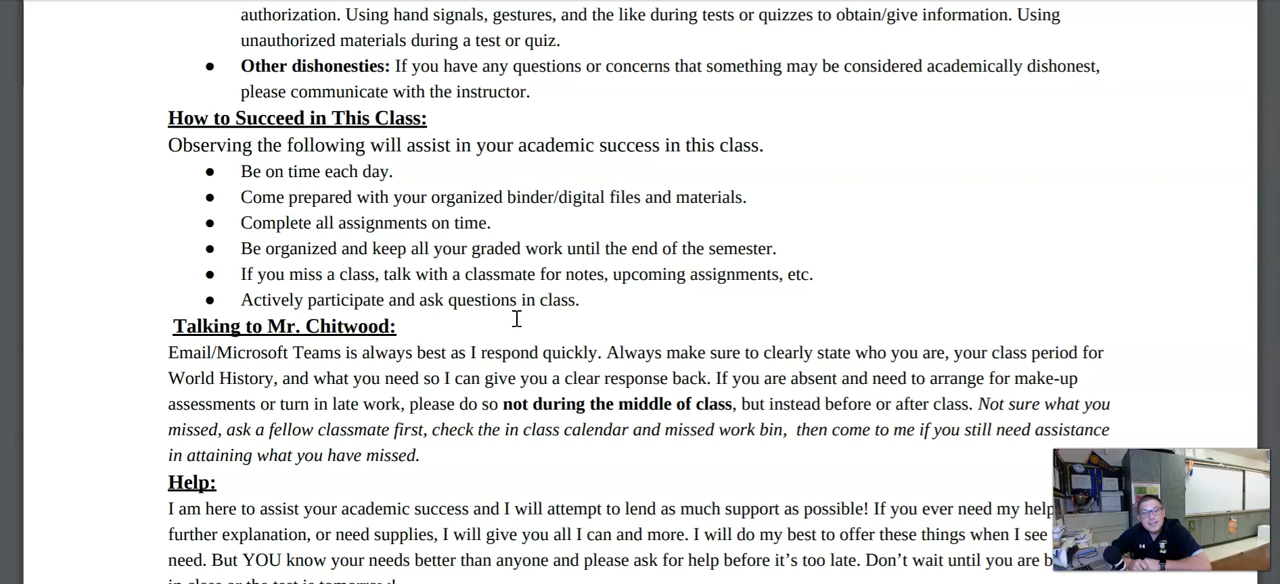 authorization. Using hand signals, gestures, and the like during tests or quizzes to obtain/give information. Using
unauthorized materials during a test or quiz.
● Other dishonesties: If you have any questions or concerns that something may be considered academically dishonest,
please communicate with the instructor.
How to Succeed in This Class:
Observing the following will assist in your academic success in this class.
● Be on time each day.
● Come prepared with your organized binder/digital files and materials.
● Complete all assignments on time.
● Be organized and keep all your graded work until the end of the semester.
● If you miss a class, talk with a classmate for notes, upcoming assignments, etc.
● Actively participate and ask questions in class.
Talking to Mr. Chitwood:
Email/Microsoft Teams is always best as I respond quickly. Always make sure to clearly state who you are, your class period for
World History, and what you need so I can give you a clear response back. If you are absent and need to arrange for make-up
assessments or turn in late work, please do so not during the middle of class, but instead before or after class. Not sure what you
missed, ask a fellow classmate first, check the in class calendar and missed work bin, then come to me if you still need assistance
in attaining what you have missed.
Help:
I am here to assist your academic success and I will attempt to lend as much support as possible! If you ever need my help
further explanation, or need supplies, I will give you all I can and more. I will do my best to offer these things when I see
need. But YOU know your needs better than anyone and please ask for help before it's too late. Don't wait until you are
in class or the test is tomorrow!